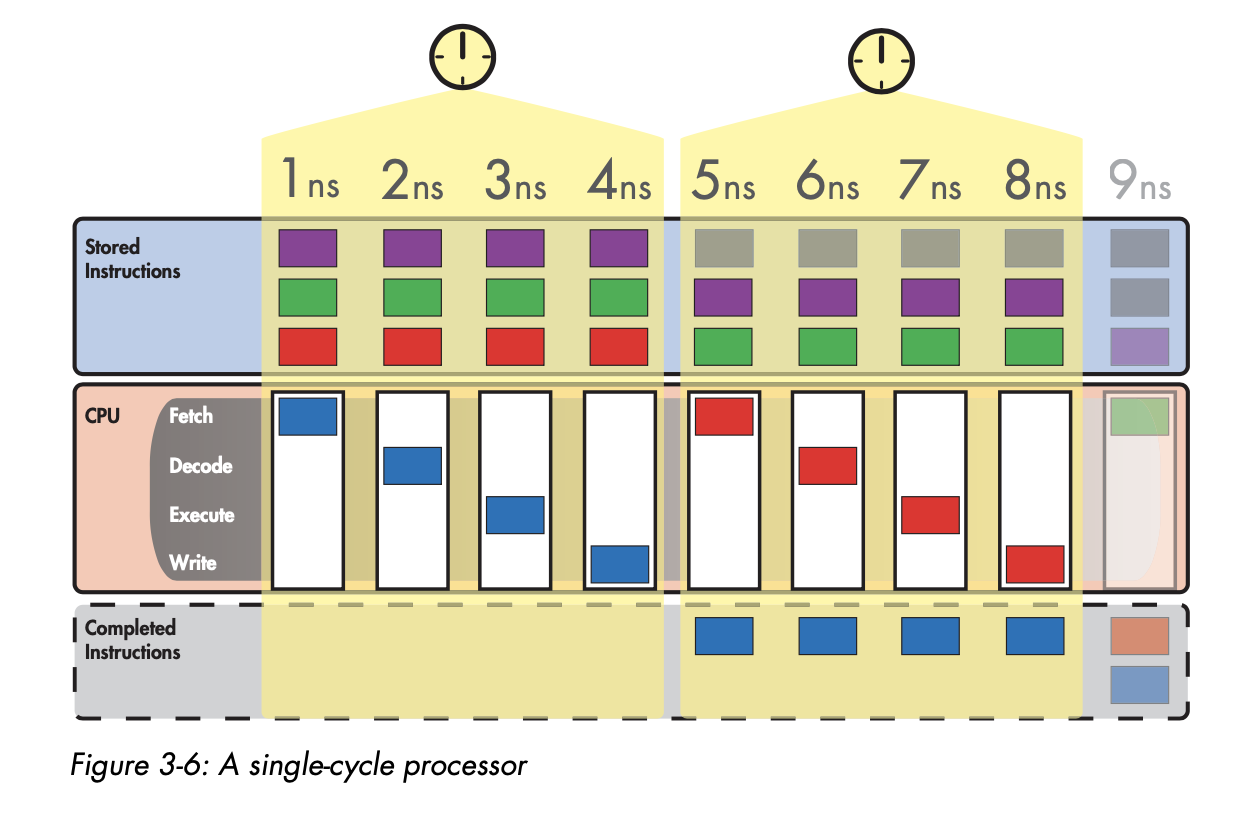 1ns 2ns 3ns 4ns 5ns 6ns 7ns 8ns 9ns
Stored
Instructions
CPU
Fetch
Decode
Execute
Write
Completed
Instructions
Figure 3-6: A single-cycle processor